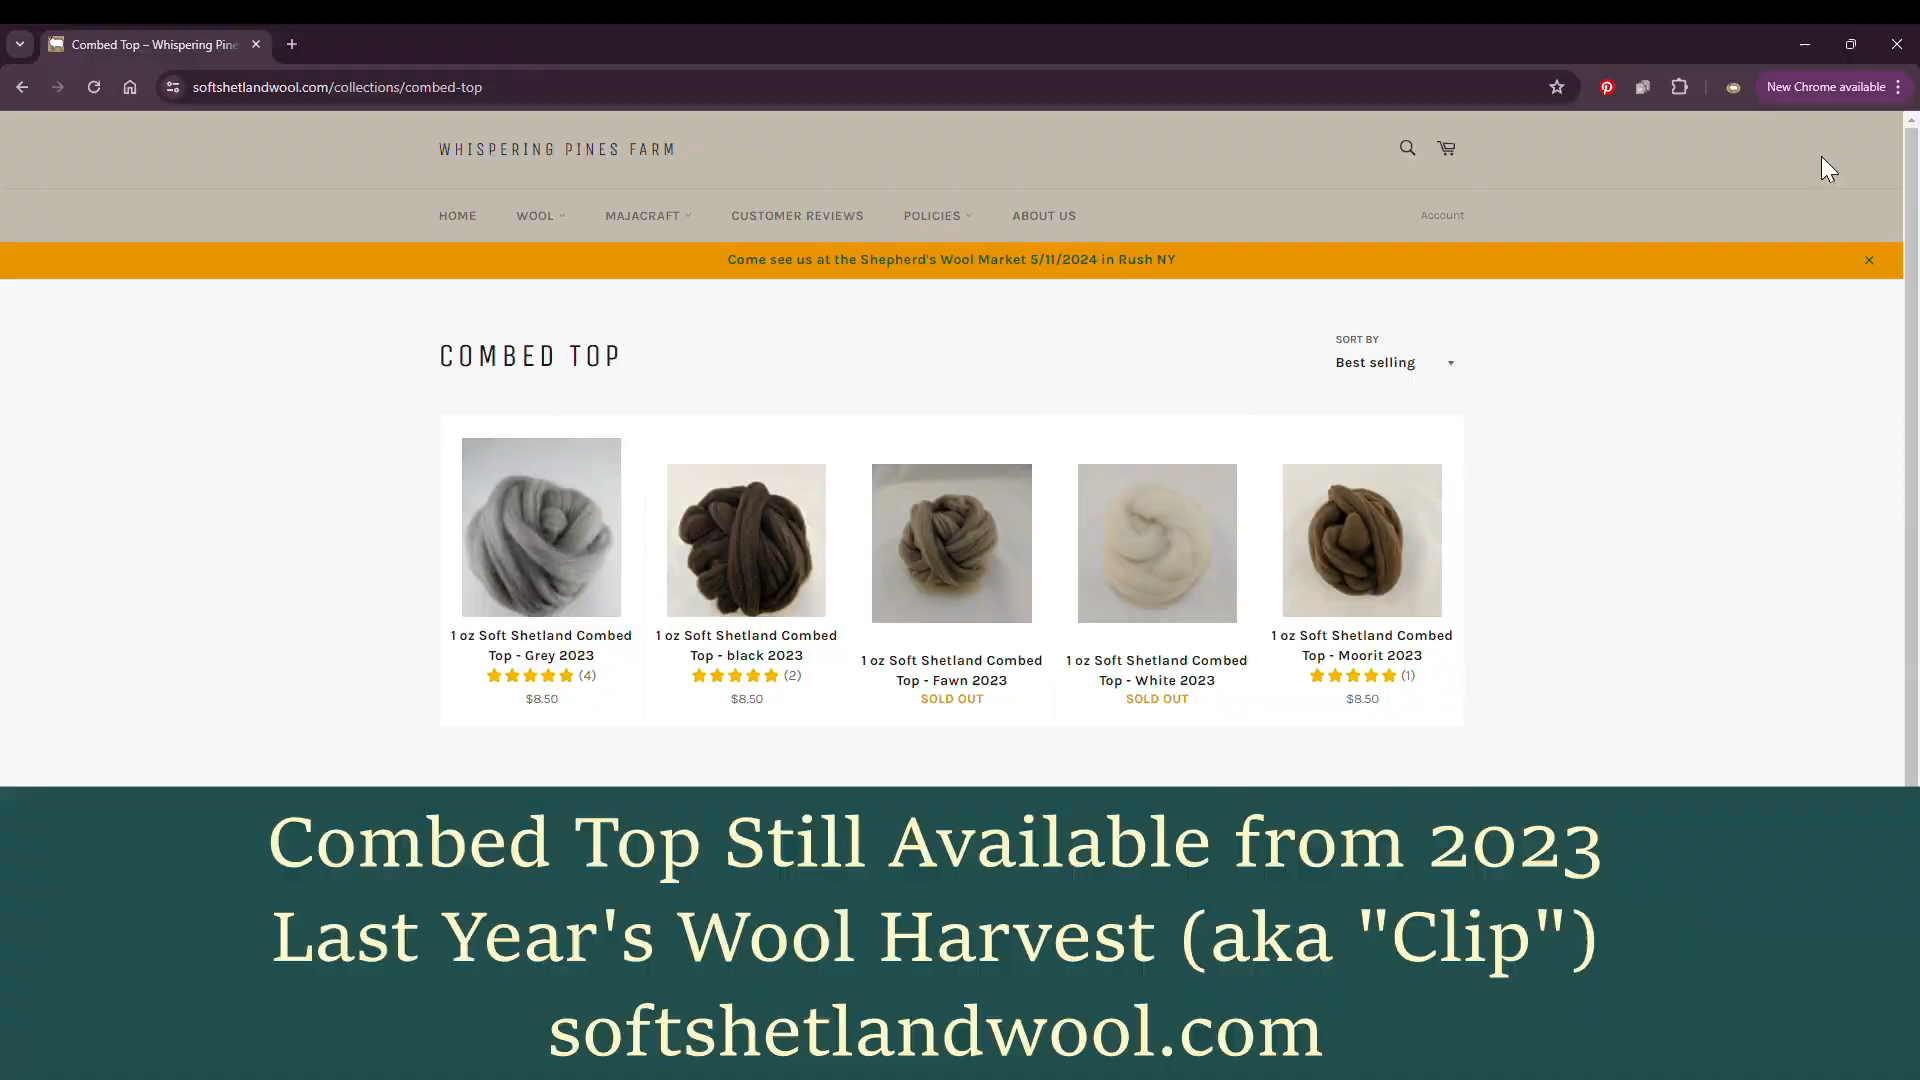 Combed Top – Whispering Pine
softshetlandwool.com/collections/combed-top
New Chrome available
WHISPERING PINES FARM
HOME
WOOL
MAJACRAFT
CUSTOMER REVIEWS
POLICIES
ABOUT US
Account
Come see us at the Shepherd's Wool Market 5/11/2024 in Rush NY
COMBED TOP
SORT BY
Best selling
1 oz Soft Shetland Combed
Top - Grey 2023
(4)
$8.50
1 oz Soft Shetland Combed
Top - black 2023
(2)
$8.50
1 oz Soft Shetland Combed
Top - Fawn 2023
SOLD OUT
1 oz Soft Shetland Combed
Top - White 2023
SOLD OUT
1 oz Soft Shetland Combed
Top - Moorit 2023
(1)
$8.50
Combed Top Still Available from 2023
Last Year's Wool Harvest (aka "Clip")
softshetlandwool.com